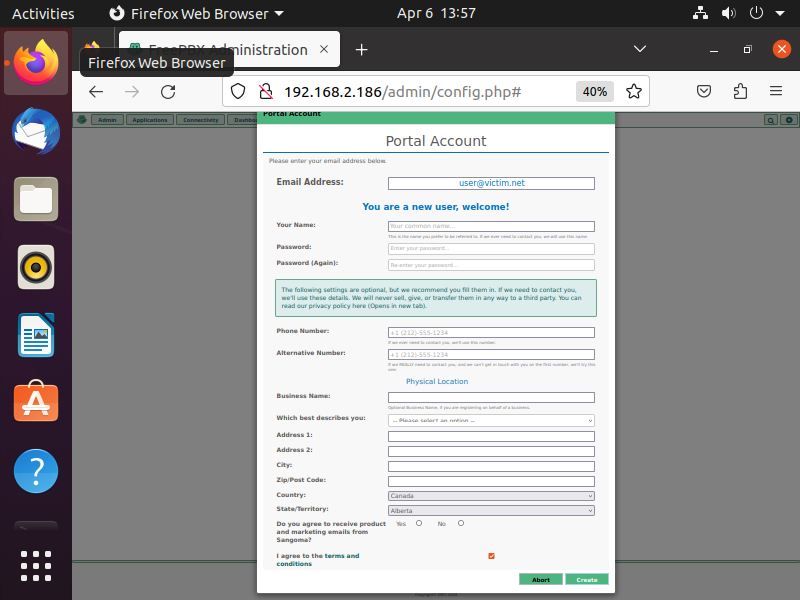 Activities
Firefox Web Browser
Apr 6 13:57
FreePBX Administration
Firefox Web Browser
192.168.2.186/admin/config.php#
40%
Admin
Applications
Connectivity
Portal Account
Portal Account
Please enter your email address below.
Email Address:
user@victim.net
You are a new user, welcome!
Your Name:
Your common name...
This is the name you prefer to be referred to. If we ever need to contact you, we will use this name.
Password:
Enter your password...
Password (Again):
Re-enter your password...
The following settings are optional, but we recommend you fill them in. If we need to contact you,
we'll use these details. We will never sell, give, or transfer them in any way to a third party. You can
read our privacy policy here (Opens in new tab).
Phone Number:
+1 (212)-555-1234
If we ever need to contact you, we'll use this number.
Alternative Number:
+1 (212)-555-1234
If we REALLY need to contact you, and we can't get in touch with you on the first number, we'll try this
one.
Physical Location
Business Name:
Optional Business Name, if you are registering on behalf of a business.
Which best describes you:
-- Please select an option --
Address 1:
Address 2:
City:
Zip/Post Code:
Country:
Canada
State/Territory:
Alberta
Do you agree to receive product
and marketing emails from
Sangoma?
Yes
No
I agree to the terms and
conditions
Abort
Create